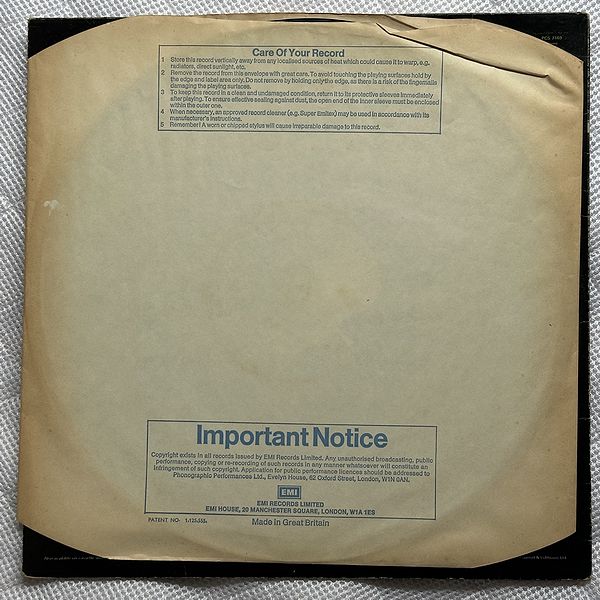 Care Of Your Record
1 Store this record vertically away from any localised sources of heat which could cause it to warp, e.g.
radiators, direct sunlight, etc.
2 Remove the record from this envelope with great care. To avoid touching the playing surfaces hold by
the edge and label area only. Do not remove by holding only the edge, as there is a risk of the fingernails
damaging the playing surfaces.
3 To keep this record in a clean and undamaged condition, return it to its protective sleeves immediately
after playing. To ensure effective sealing against dust, the open end of the inner sleeve must be enclosed
within the outer one.
4 When necessary, an approved record cleaner (e.g. Super Emitex) may be used in accordance with its
manufacturer's instructions.
5 Remember! A worn or chipped stylus will cause irreparable damage to this record.
Important Notice
Copyright exists in all records issued by EMI Records Limited. Any unauthorised broadcasting, public
performance, copying or re-recording of such records in any manner whatsoever will constitute an
infringement of such copyright. Application for public performance licences should be addressed to
Phonographic Performances Ltd., Evelyn House, 62 Oxford Street, London, W1N 0AN.
EMI
EMI RECORDS LIMITED
EMI HOUSE, 20 MANCHESTER SQUARE, LONDON, W1A 1ES
PATENT NO· 1.125.555.
Made in Great Britain